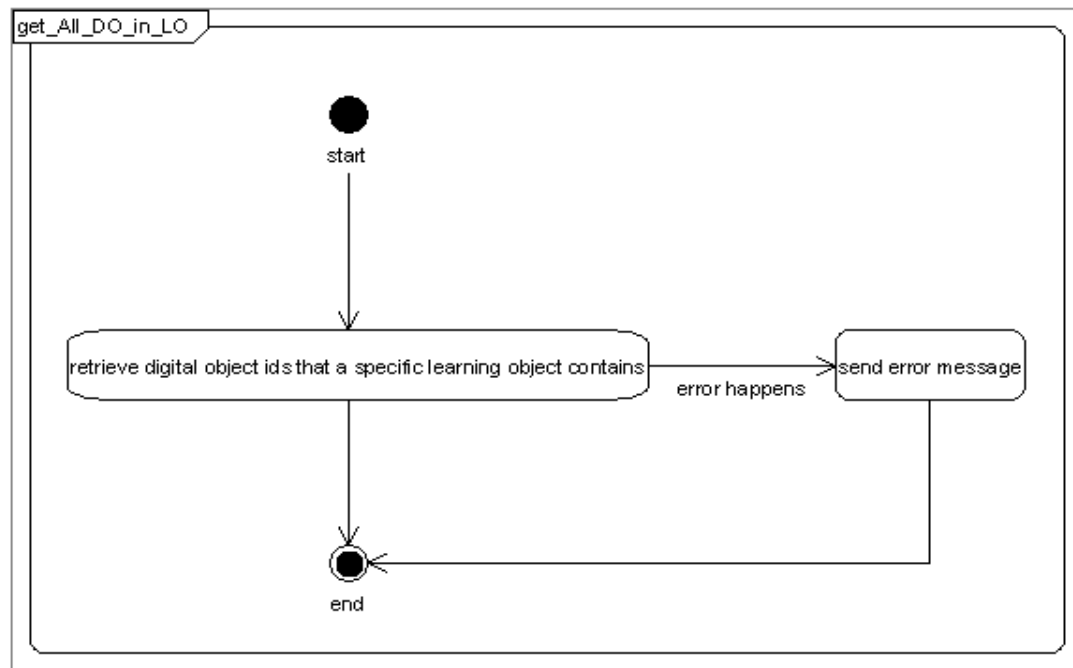 get_All_DO_in_LO
start
retrieve digital object ids that a specific learning object contains
error happens
send error message
end